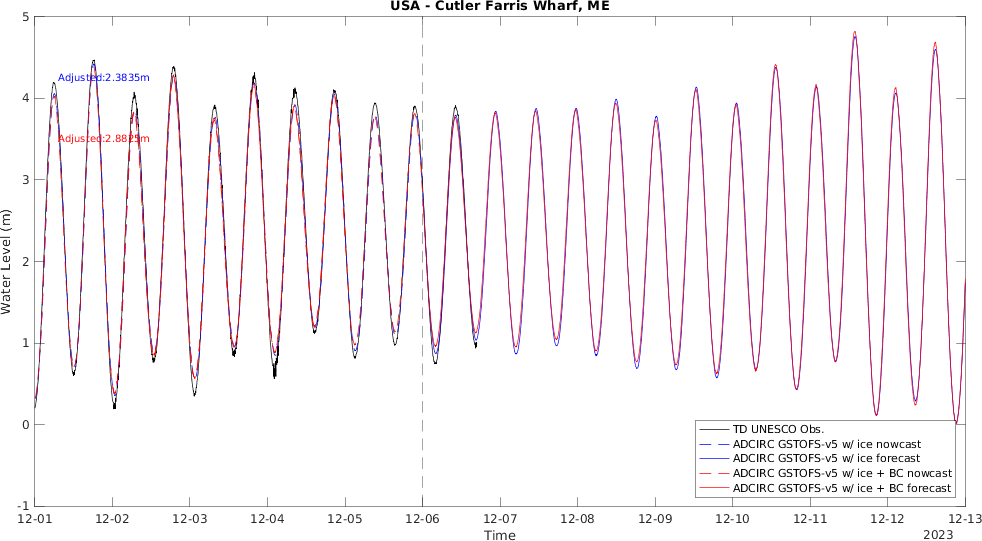 USA - Cutler Farris Wharf, ME
5
4
3
2
1
0
-1
Water Level (m)
Adjusted:2.3835m
Adjusted:2.8825m
TD UNESCO Obs.
ADCIRC GSTOFS-v5 w/ ice nowcast
ADCIRC GSTOFS-v5 w/ ice forecast
ADCIRC GSTOFS-v5 w/ ice + BC nowcast
ADCIRC GSTOFS-v5 w/ ice + BC forecast
12-01 12-02 12-03 12-04 12-05 12-06 12-07 12-08 12-09 12-10 12-11 12-12 12-13
Time
2023